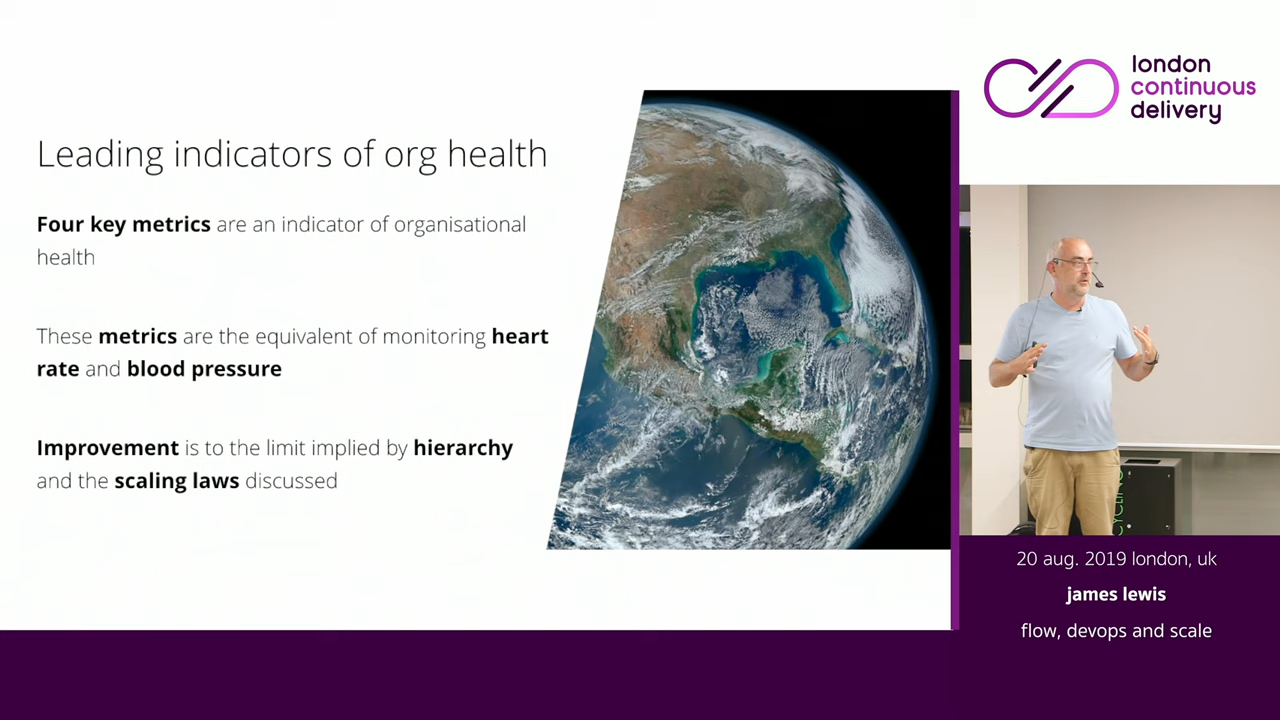 Leading indicators of org health
Four key metrics are an indicator of organisational
health
These metrics are the equivalent of monitoring heart
rate and blood pressure
Improvement is to the limit implied by hierarchy
and the scaling laws discussed
london
continuous
delivery
CYCLING
20 aug. 2019 london, uk
james lewis
flow, devops and scale